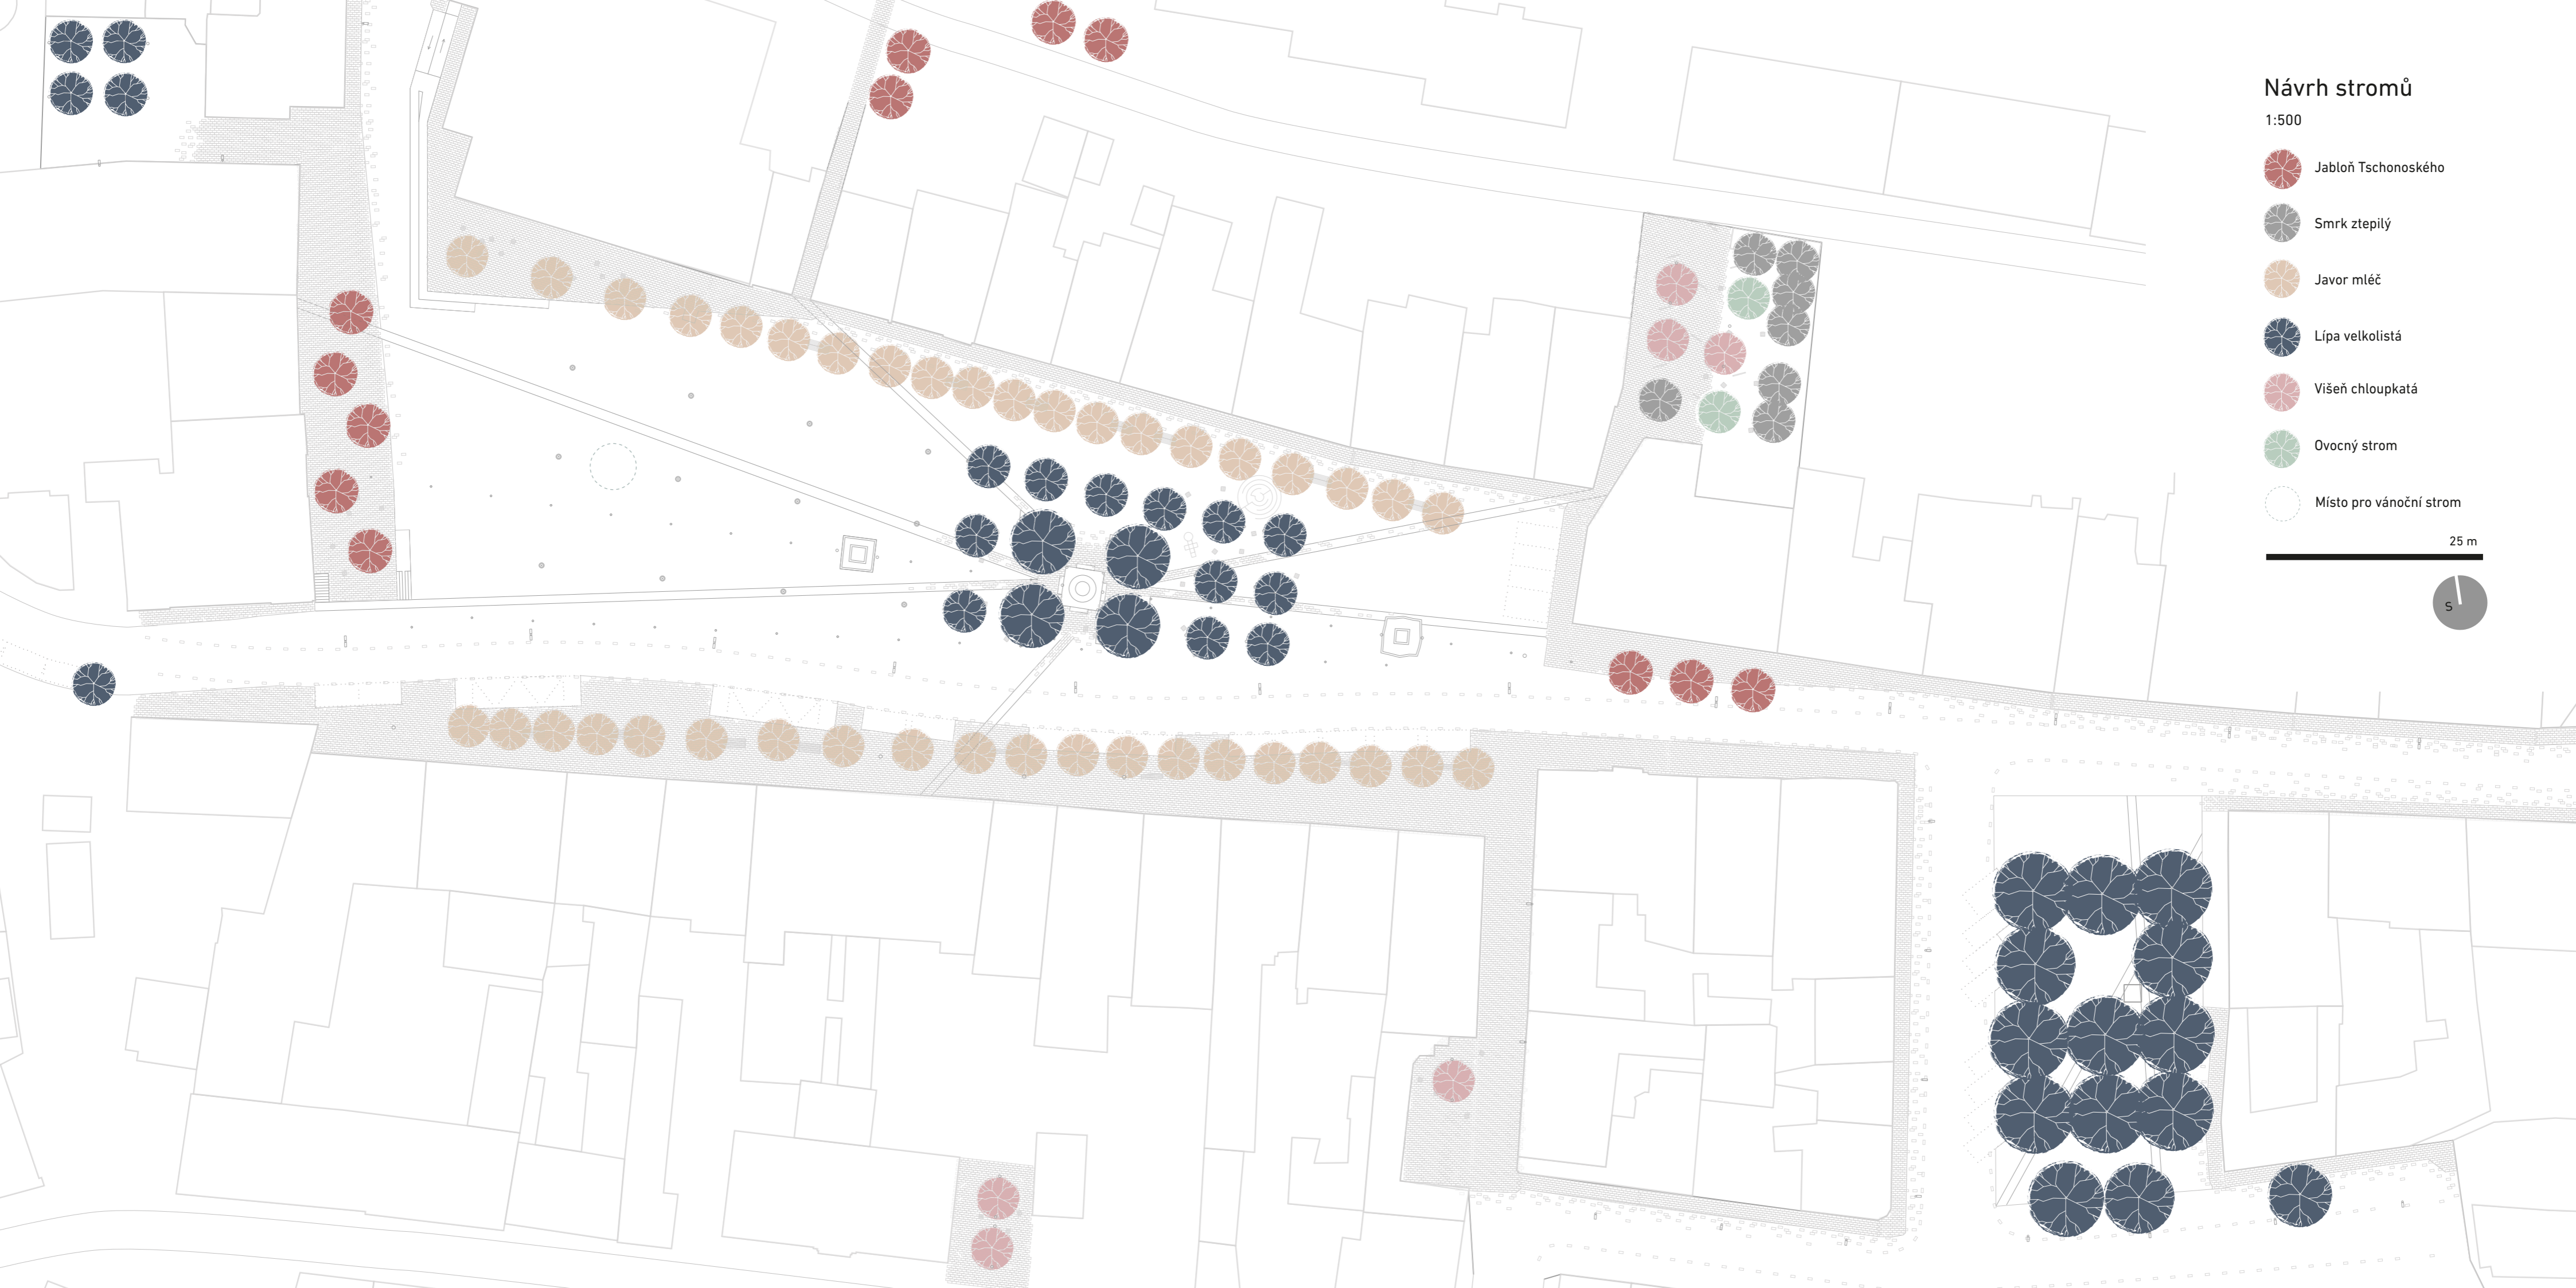 Návrh stromů
1:500
Jabloň Tschonoského
Smrk ztepilý
Javor mléč
Lípa velkolistá
Višeň chloupkatá
Ovocný strom
Místo pro vánoční strom
25 m
S